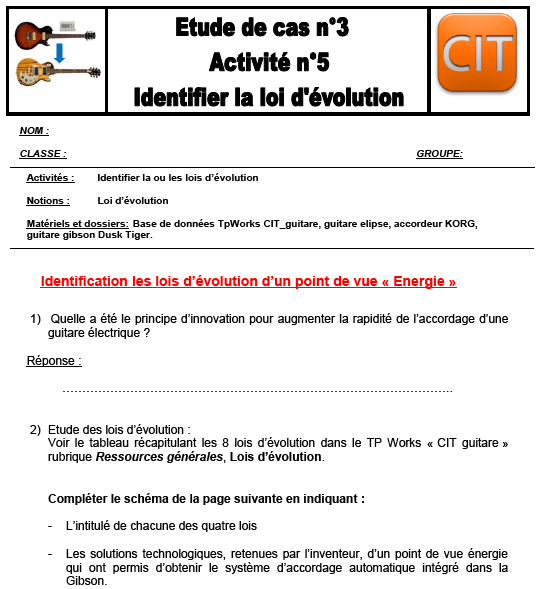 Etude de cas n°3
Activité n°5
Identifier la loi d'évolution
CIT
NOM :
CLASSE :
GROUPE:
Activités : Identifier la ou les lois d’évolution
Notions : Loi d’évolution
Matériels et dossiers: Base de données TpWorks CIT_guitare, guitare elipse, accordeur KORG,
guitare gibson Dusk Tiger.
Identification les lois d’évolution d’un point de vue « Energie »
1) Quelle a été le principe d’innovation pour augmenter la rapidité de l’accordage d’une
guitare électrique ?
Réponse :
……………………………………………………………………………………..
2) Etude des lois d’évolution :
Voir le tableau récapitulant les 8 lois d’évolution dans le TP Works « CIT guitare »
rubrique Ressources générales, Lois d’évolution.
Compléter le schéma de la page suivante en indiquant :
- L’intitulé de chacune des quatre lois
- Les solutions technologiques, retenues par l’inventeur, d’un point de vue énergie
qui ont permis d’obtenir le système d’accordage automatique intégré dans la
Gibson.